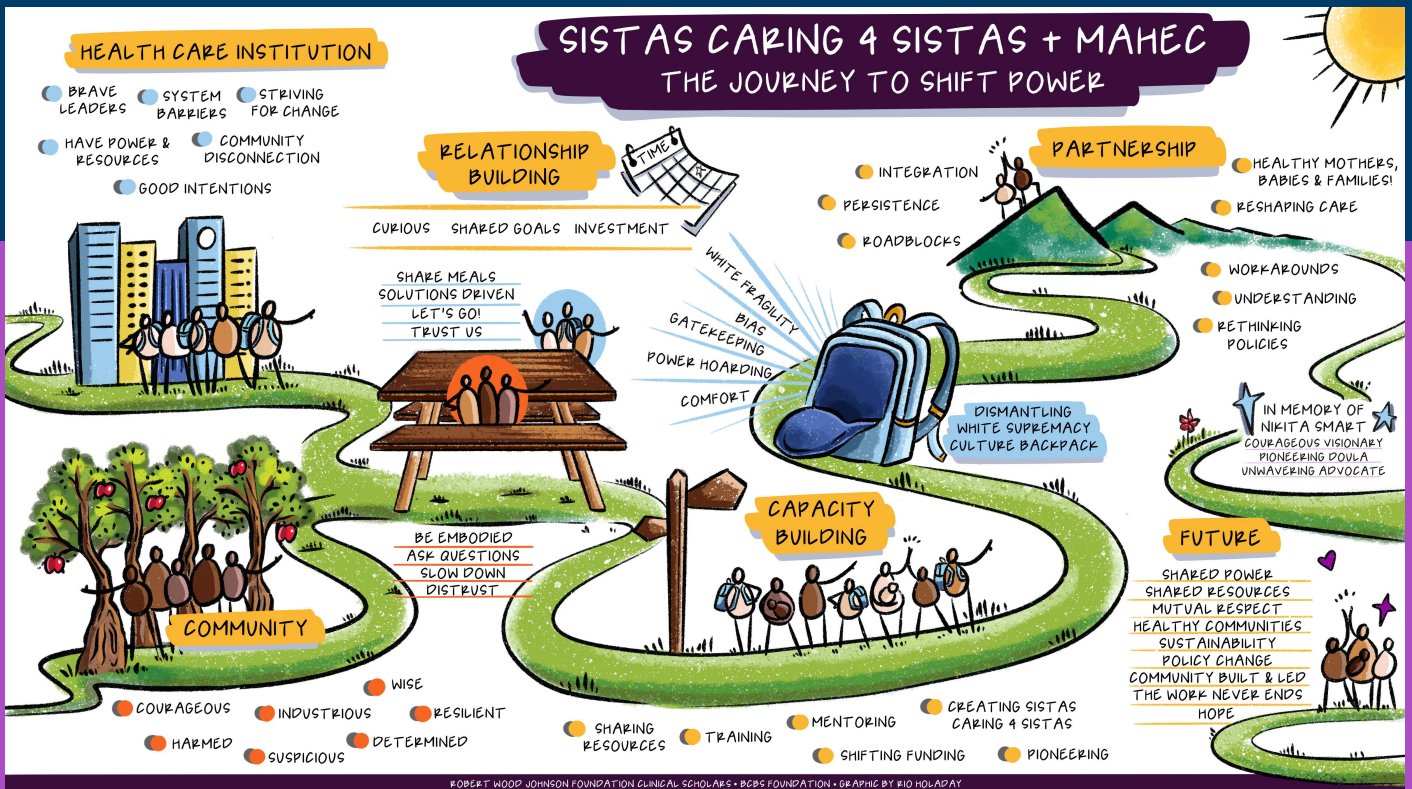 SISTAS CARING 4 SISTAS + MAHEC
THE JOURNEY TO SHIFT POWER
HEALTH CARE INSTITUTION
BRAVE
LEADERS
SYSTEM
BARRIERS
STRIVING
FOR CHANGE
HAVE POWER &
RESOURCES
COMMUNITY
DISCONNECTION
GOOD INTENTIONS
RELATIONSHIP
BUILDING
TIME
CURIOUS SHARED GOALS INVESTMENT
SHARE MEALS
SOLUTIONS DRIVEN
LET'S GO!
TRUST US
BE EMBODIED
ASK QUESTIONS
SLOW DOWN
DISTRUST
COMMUNITY
WISE
COURAGEOUS
INDUSTRIOUS
RESILIENT
HARMED
DETERMINED
SUSPICIOUS
WHITE FRAGILITY
BIAS
GATEKEEPING
POWER HOARDING
COMFORT
DISMANTLING
WHITE SUPREMACY
CULTURE BACKPACK
CAPACITY
BUILDING
SHARING
RESOURCES
TRAINING
MENTORING
CREATING SISTAS
CARING 4 SISTAS
SHIFTING FUNDING
PIONEERING
PARTNERSHIP
INTEGRATION
PERSISTENCE
ROADBLOCKS
HEALTHY MOTHERS,
BABIES & FAMILIES!
RESHAPING CARE
WORKAROUNDS
UNDERSTANDING
RETHINKING
POLICIES
IN MEMORY OF
NIKITA SMART
COURAGEOUS VISIONARY
PIONEERING DOULA
UNWAVERING ADVOCATE
FUTURE
SHARED POWER
SHARED RESOURCES
MUTUAL RESPECT
HEALTHY COMMUNITIES
SUSTAINABILITY
POLICY CHANGE
COMMUNITY BUILT & LED
THE WORK NEVER ENDS
HOPE
ROBERT WOOD JOHNSON FOUNDATION CLINICAL SCHOLARS • BCBS FOUNDATION • GRAPHIC BY RIO HOLADAY